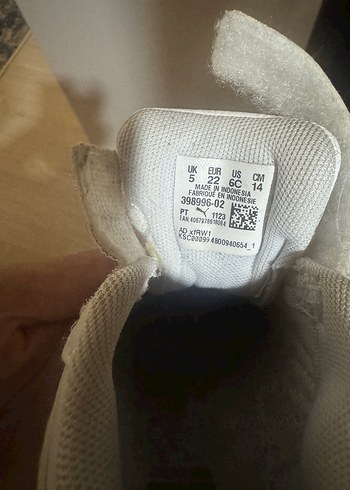 UK EUR US CM
5 22 6C 14
MADE IN INDONESIA
FABRIQUÉ EN INDONÉSIE
398996-02
PT 1123
AD xfRW1